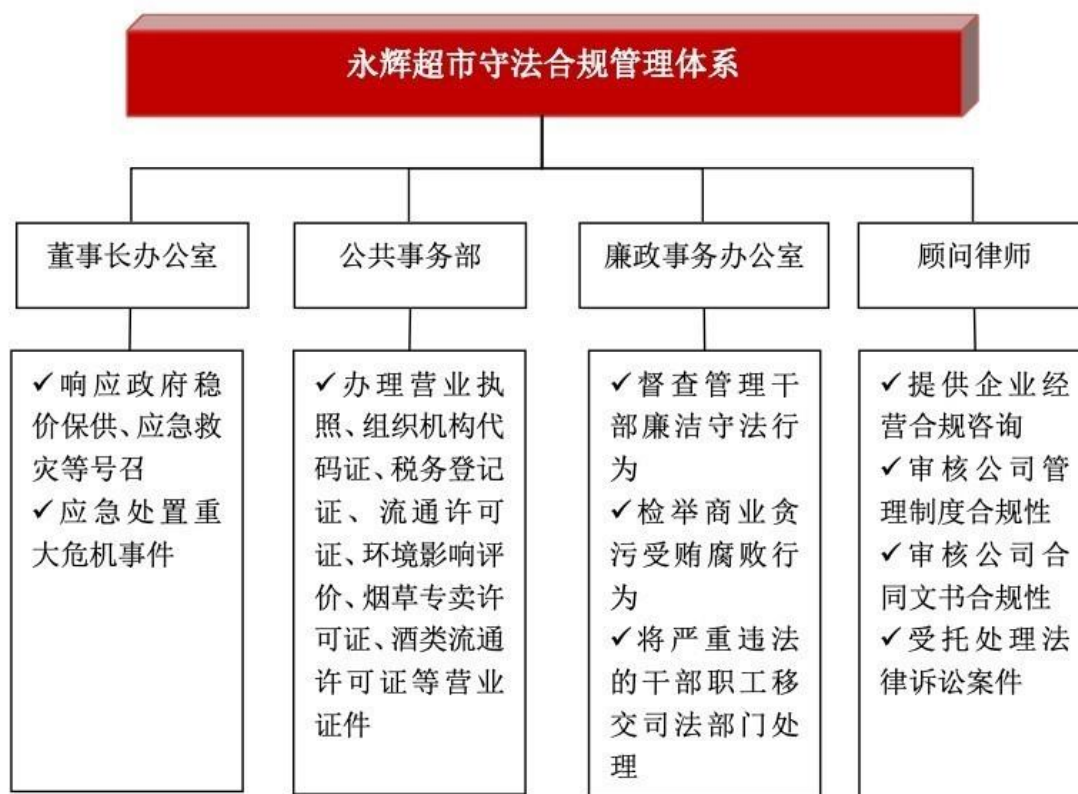 永辉超市守法合规管理体系
董事长办公室
公共事务部
廉政事务办公室
顾问律师
✓响应政府稳
价保供、应急救
灾等号召
✓应急处置重
大危机事件
✓办理营业执
照、组织机构代
码证、税务登记
证、流通许可
证、环境影响评
价、烟草专卖许
可证、酒类流通
许可证等营业
证件
✓督查管理干
部廉洁守法行
为
✓检举商业贪
污受贿腐败行
为
✓将严重违法
的干部职工移
交司法部门处
理
✓提供企业经
营合规咨询
✓审核公司管
理制度合规性
✓审核公司合
同文书合规性
✓受托处理法
律诉讼案件